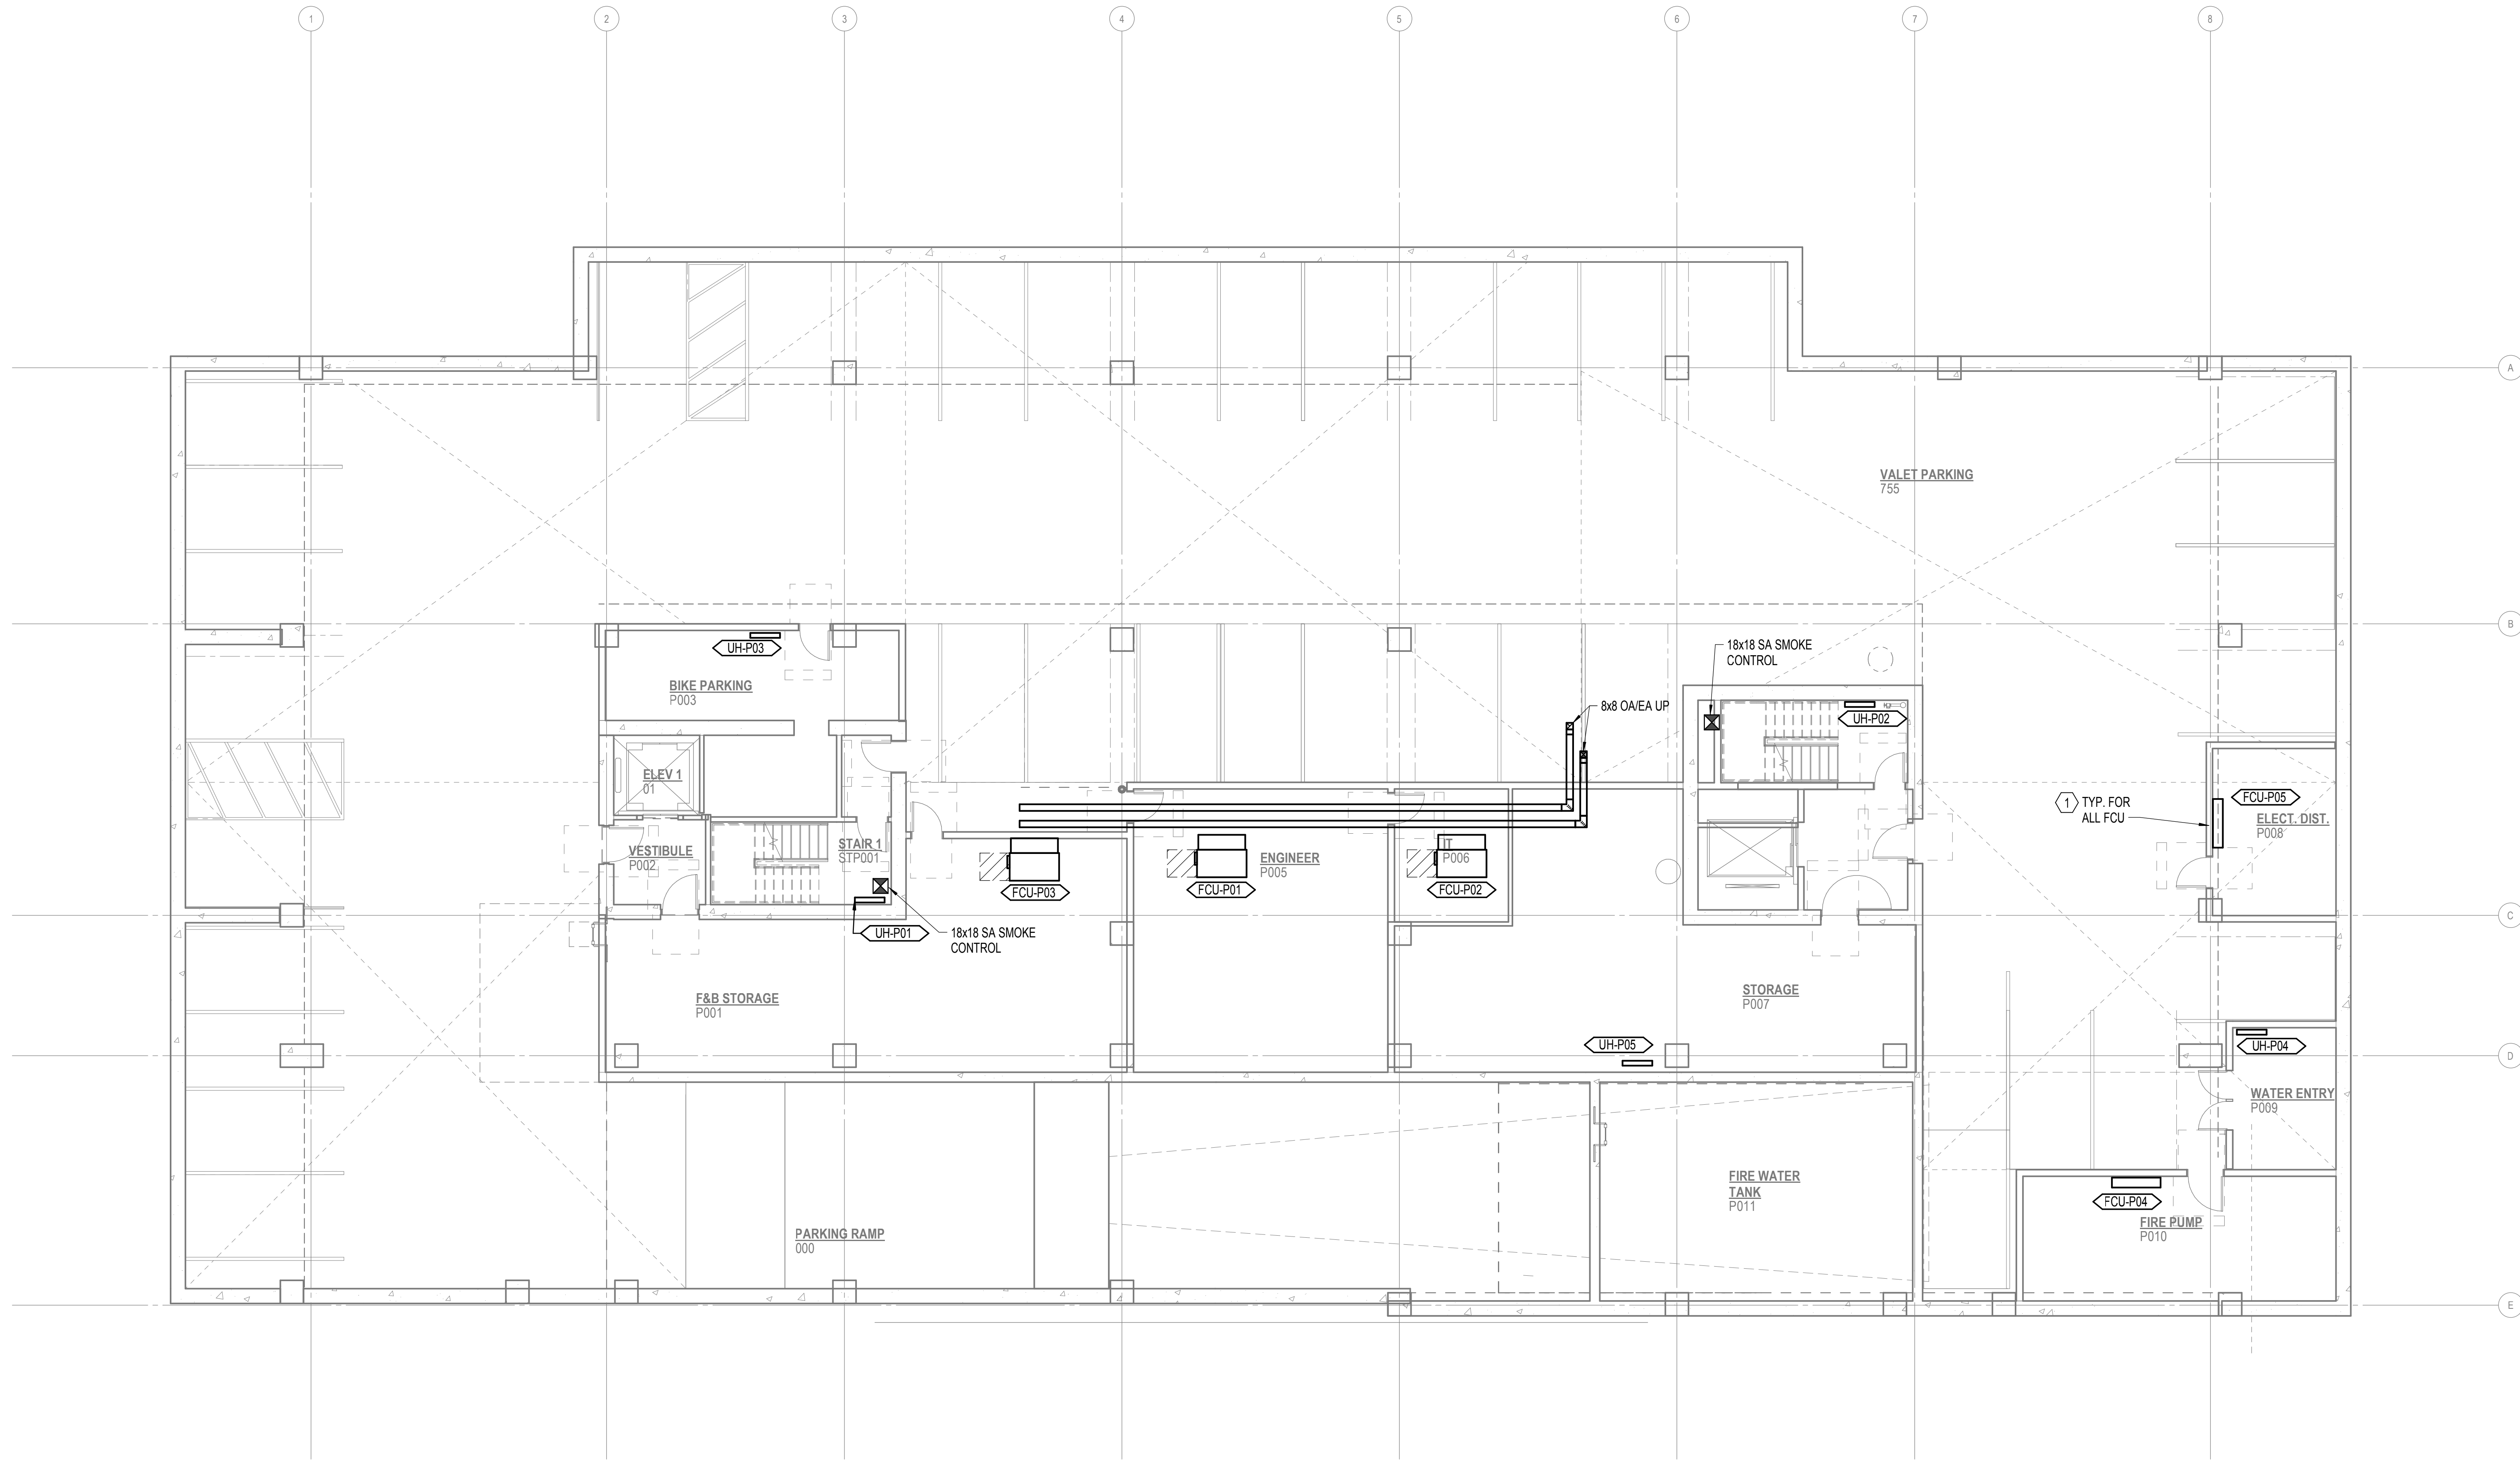 1
2
3
4
5
6
7
8
A
VALET PARKING
755
B
UH-P03
18x18 SA SMOKE
CONTROL
BIKE PARKING
P003
8x8 OA/EA UP
UH-P02
ELEV 1
01
FCU-P05
1
TYP. FOR
ALL FCU
ELECT. DIST.
P008
VESTIBULE
P002
STAIR 1
STP001
ENGINEER
P005
IT
P006
FCU-P03
FCU-P01
FCU-P02
C
UH-P01
18x18 SA SMOKE
CONTROL
F&B STORAGE
P001
STORAGE
P007
UH-P05
UH-P04
D
WATER ENTRY
P009
FIRE WATER
TANK
P011
FCU-P04
FIRE PUMP
P010
PARKING RAMP
000
E